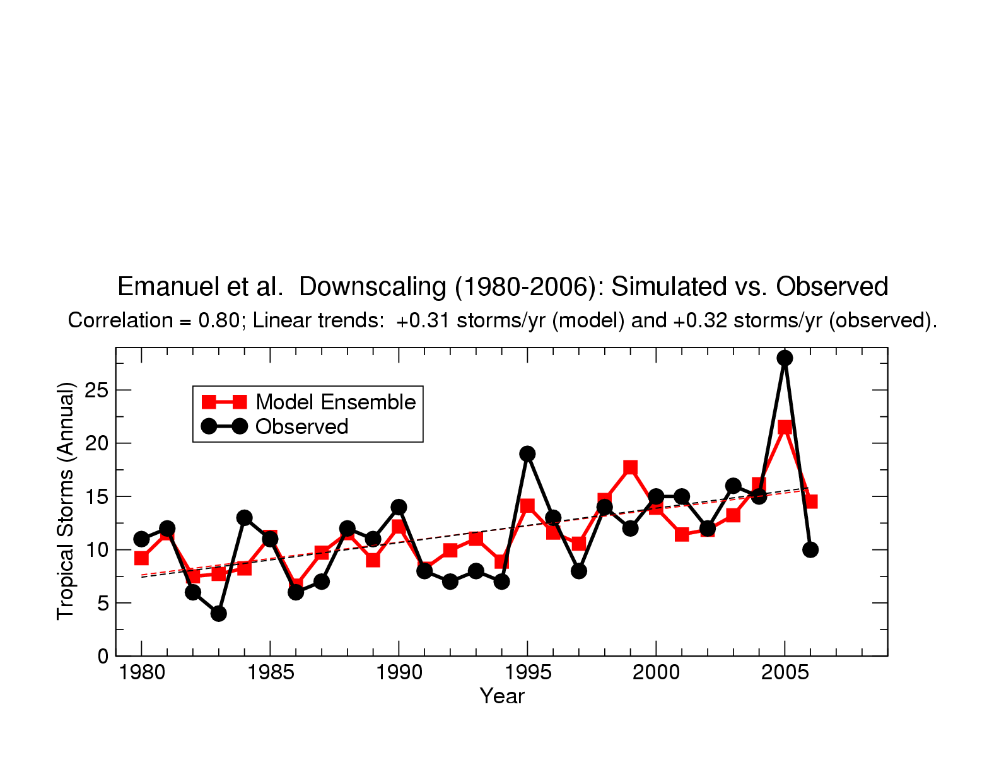 Emanuel et al.  Downscaling (1980-2006): Simulated vs. Observed
Correlation = 0.80; Linear trends:  +0.31 storms/yr (model) and +0.32 storms/yr (observed).
Tropical Storms (Annual)
25
20
15
10
5
0
Model Ensemble
Observed
1980 1985 1990 1995 2000 2005
Year